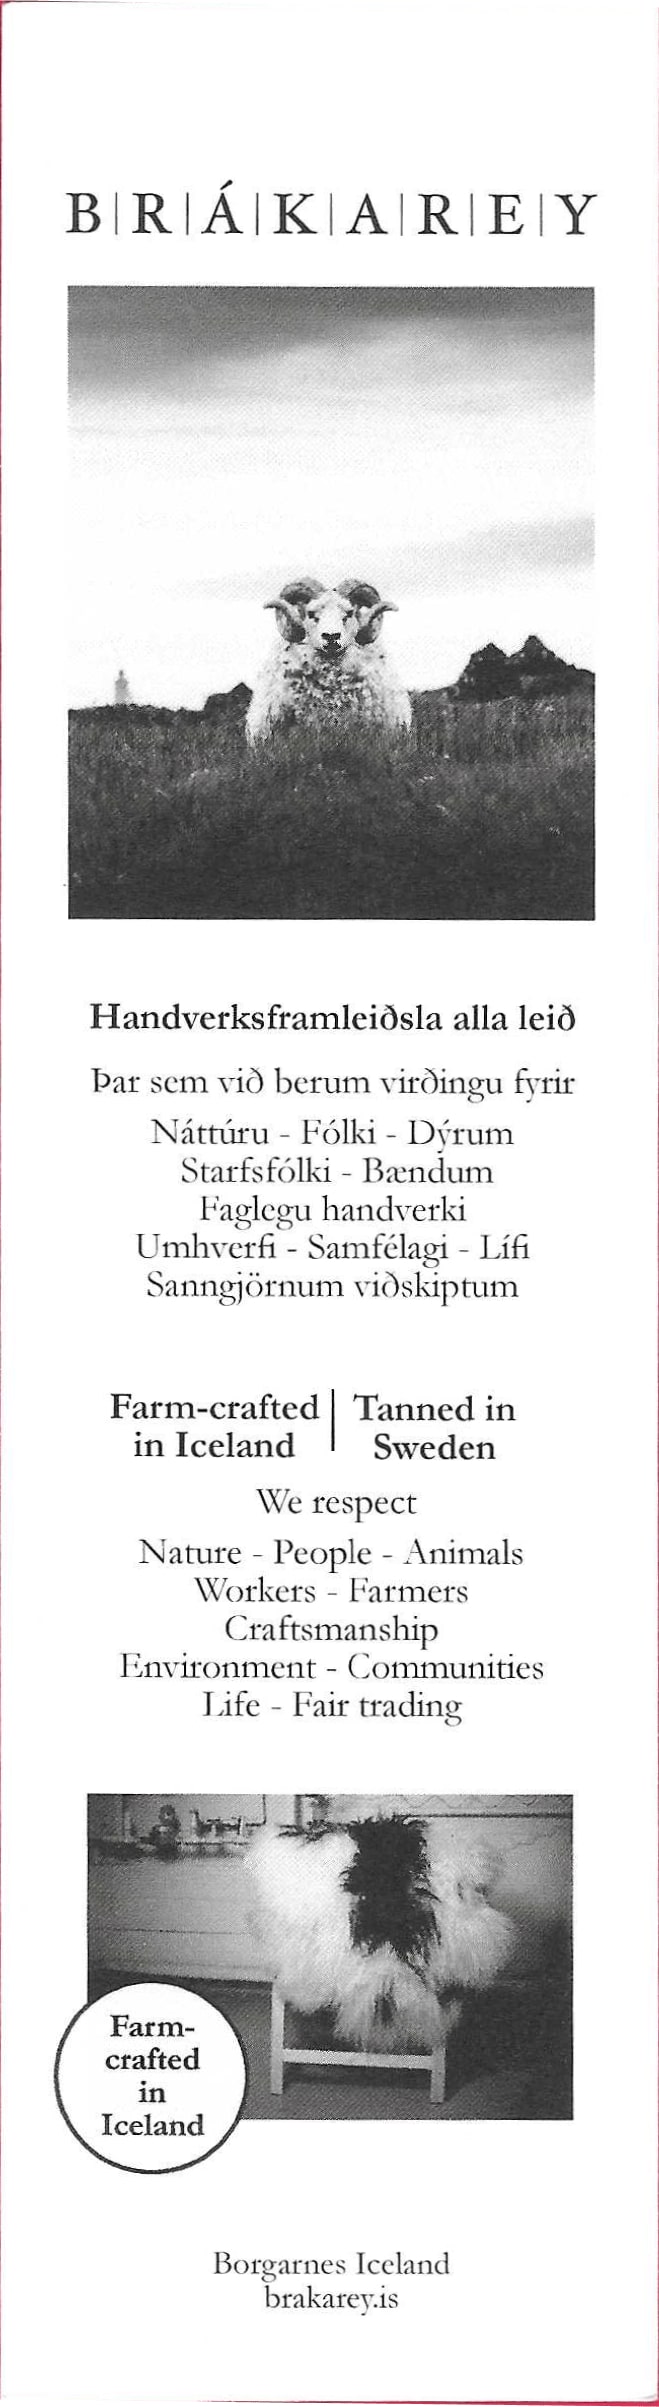 B|R|Á|K|A|R|E|Y
Handverksframleiðsla alla leið
Þar sem við berum virðingu fyrir
Náttúru - Fólki - Dýrum
Starfsfólki - Bændum
Faglegu handverki
Umhverfi - Samfélagi - Lífi
Sanngjörnum viðskiptum
Farm-crafted | Tanned in
in Iceland | Sweden
We respect
Nature - People - Animals
Workers - Farmers
Craftsmanship
Environment - Communities
Life - Fair trading
Farm-
crafted
in
Iceland
Borgarnes Iceland
brakarey.is